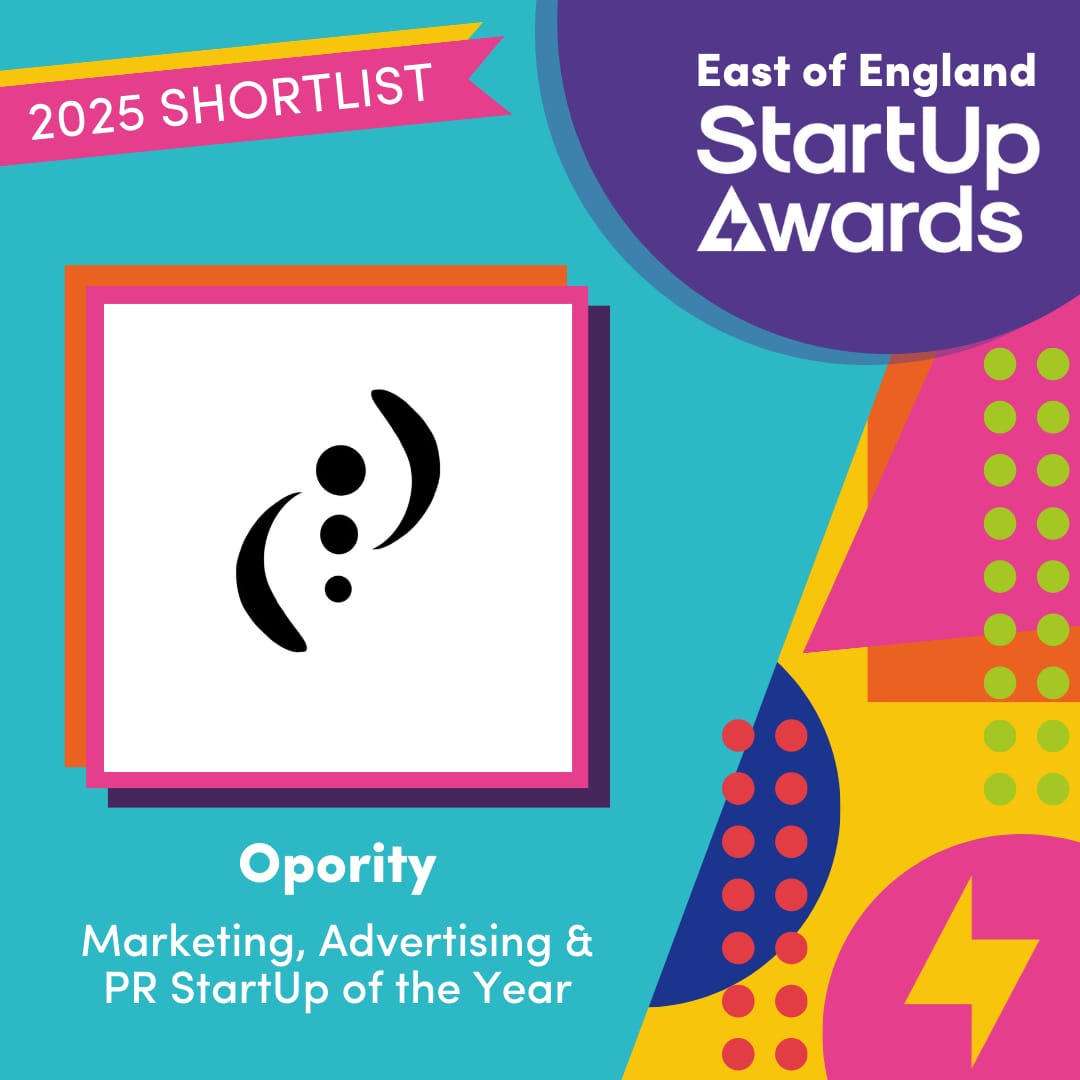 2025 SHORTLIST
East of England
StartUp
Awards
Opority
Marketing, Advertising &
PR StartUp of the Year